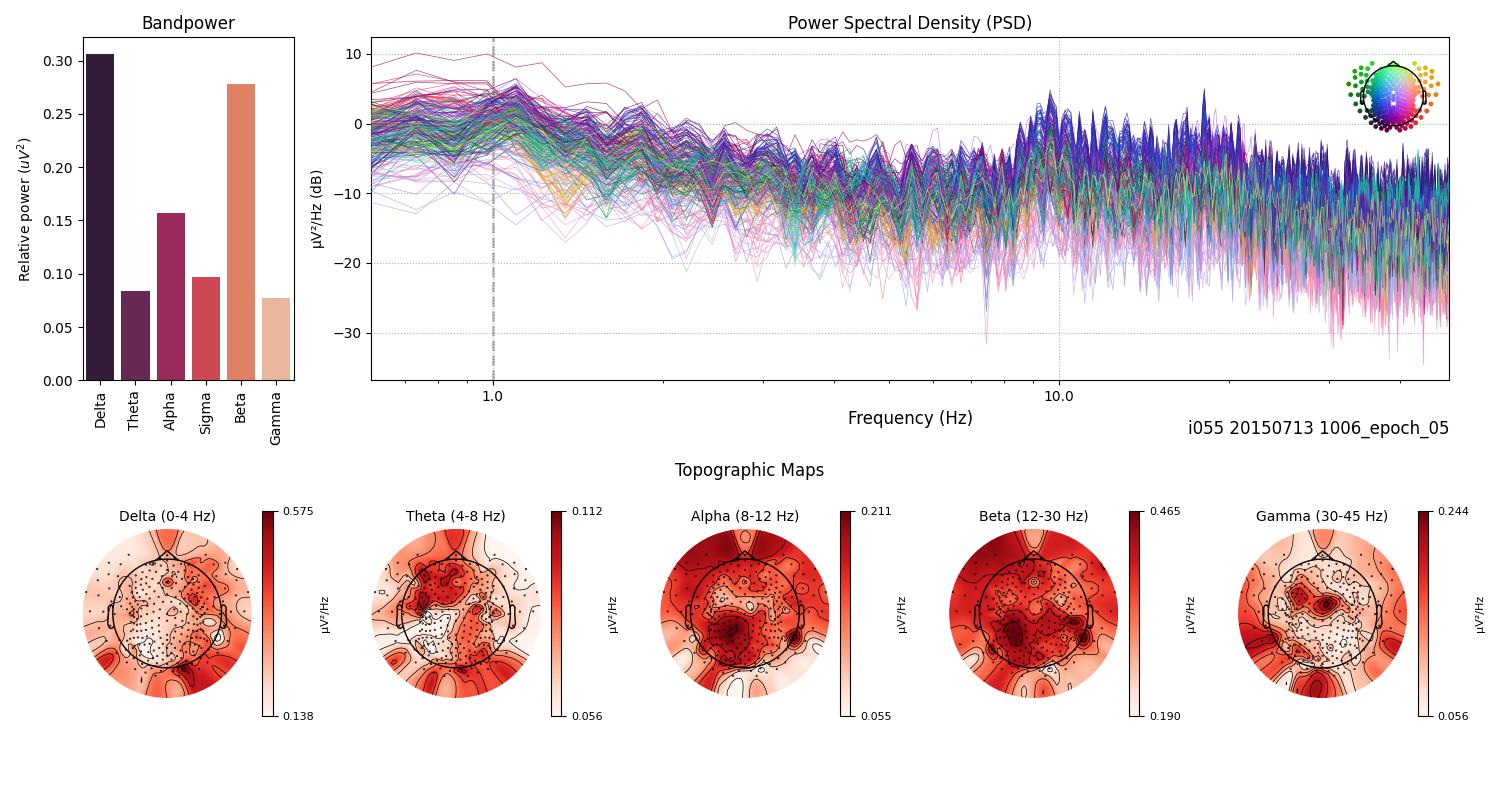 Bandpower
Power Spectral Density (PSD)
Relative power (uV²)
0.30
0.25
0.20
0.15
0.10
0.05
0.00
Delta
Theta
Alpha
Sigma
Beta
Gamma
µV²/Hz (dB)
10
0
−10
−20
−30
1.0
10.0
Frequency (Hz)
i055 20150713 1006_epoch_05
Topographic Maps
Delta (0-4 Hz)
0.575
µV²/Hz
0.138
Theta (4-8 Hz)
0.112
µV²/Hz
0.056
Alpha (8-12 Hz)
0.211
µV²/Hz
0.055
Beta (12-30 Hz)
0.465
µV²/Hz
0.190
Gamma (30-45 Hz)
0.244
µV²/Hz
0.056